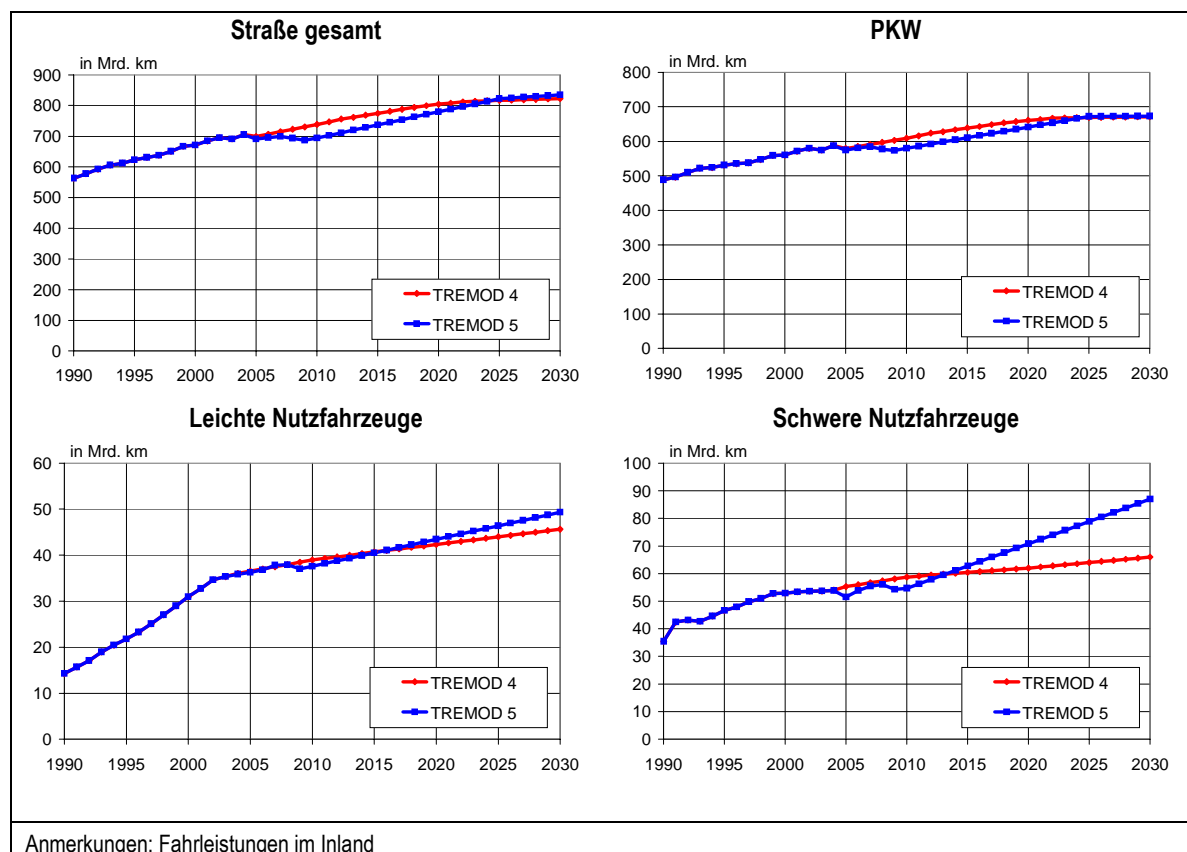 Straße gesamt
in Mrd. km
900
800
700
600
500
400
300
200
100
0
1990 1995 2000 2005 2010 2015 2020 2025 2030
TREMOD 4
TREMOD 5
PKW
in Mrd. km
800
700
600
500
400
300
200
100
0
1990 1995 2000 2005 2010 2015 2020 2025 2030
TREMOD 4
TREMOD 5
Leichte Nutzfahrzeuge
in Mrd. km
60
50
40
30
20
10
0
1990 1995 2000 2005 2010 2015 2020 2025 2030
TREMOD 4
TREMOD 5
Schwere Nutzfahrzeuge
in Mrd. km
100
90
80
70
60
50
40
30
20
10
0
1990 1995 2000 2005 2010 2015 2020 2025 2030
TREMOD 4
TREMOD 5
Anmerkungen: Fahrleistungen im Inland